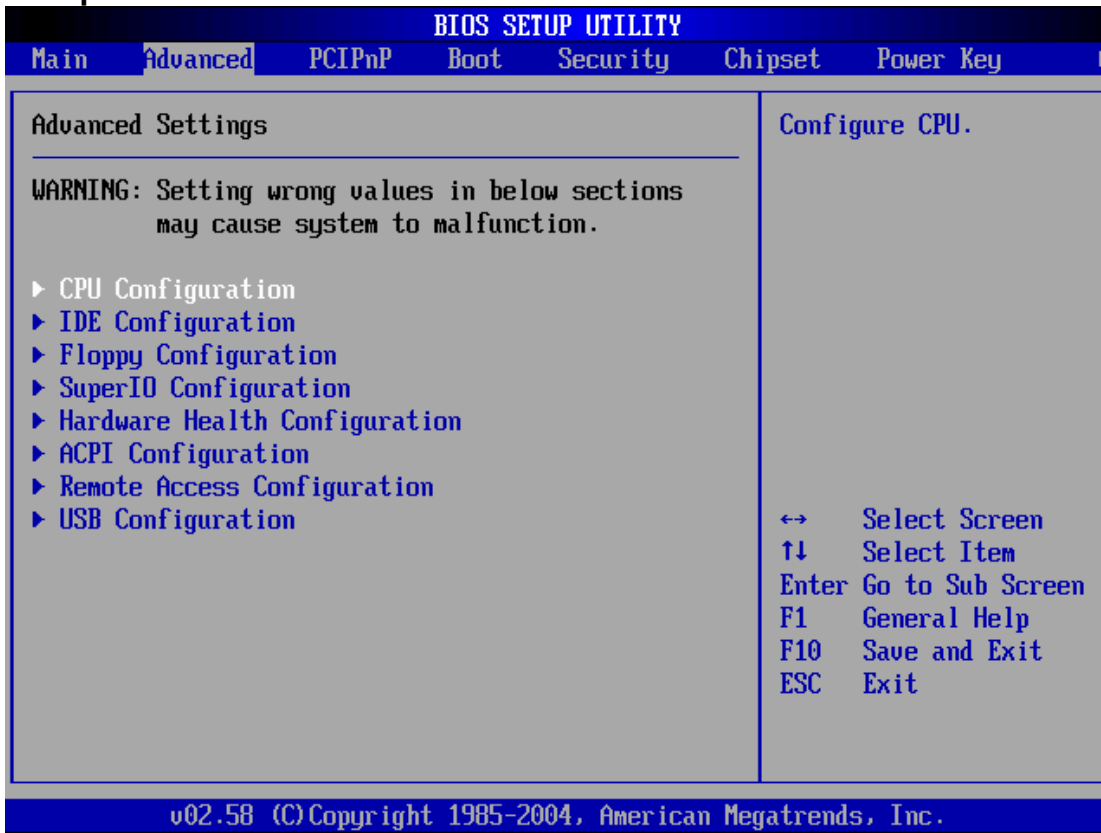 BIOS SETUP UTILITY
Main Advanced PCIPnP Boot Security Chipset Power Key
Advanced Settings
WARNING: Setting wrong values in below sections
may cause system to malfunction.
▶ CPU Configuration
▶ IDE Configuration
▶ Floppy Configuration
▶ SuperIO Configuration
▶ Hardware Health Configuration
▶ ACPI Configuration
▶ Remote Access Configuration
▶ USB Configuration
Configure CPU.
↔ Select Screen
↑↓ Select Item
Enter Go to Sub Screen
F1 General Help
F10 Save and Exit
ESC Exit
v02.58 (C)Copyright 1985-2004, American Megatrends, Inc.